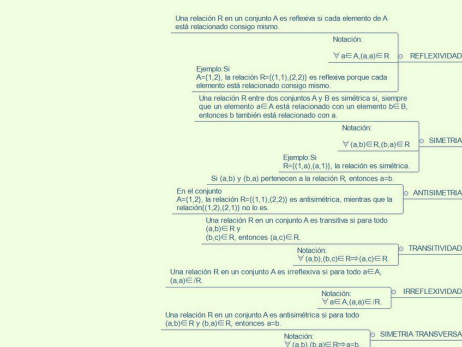 Una relación R en un conjunto A es reflexiva si cada elemento de A
está relacionado consigo mismo.
Notación:
∀ a∈ A,(a,a)∈ R
REFLEXIVIDAD
Ejemplo:Si
A={1,2}, la relación R={(1,1),(2,2)} es reflexiva porque cada
elemento está relacionado consigo mismo.
Una relación R entre dos conjuntos A y B es simétrica si, siempre
que un elemento a∈ A está relacionado con un elemento b∈ B,
entonces b también está relacionado con a.
Notación:
∀ (a,b)∈ R,(b,a)∈ R
SIMETRIA
Ejemplo:Si
R={(1,a),(a,1)}, la relación es simétrica.
Si (a,b) y (b,a) pertenecen a la relación R, entonces a=b.
ANTISIMETRIA
En el conjunto
A={1,2}, la relación R={(1,1),(2,2)} es antisimétrica, mientras que la
relación{(1,2),(2,1)} no lo es.
Una relación R en un conjunto A es transitiva si para todo
(a,b)∈ R y
(b,c)∈ R, entonces (a,c)∈ R.
TRANSITIVIDAD
Notación:
∀ (a,b),(b,c)∈ R⇒(a,c)∈ R.
Una relación R en un conjunto A es irreflexiva si para todo a∈ A,
(a,a)∈ /R.
IRREFLEXIVIDAD
Notación:
∀ a∈ A,(a,a)∈ /R.
Una relación R en un conjunto A es antisimétrica si para todo
(a,b)∈ R y (b,a)∈ R, entonces a=b.
SIMETRIA TRANSVERSA
Notación:
∀ (a,b),(b,a)∈ R⇒a=b.